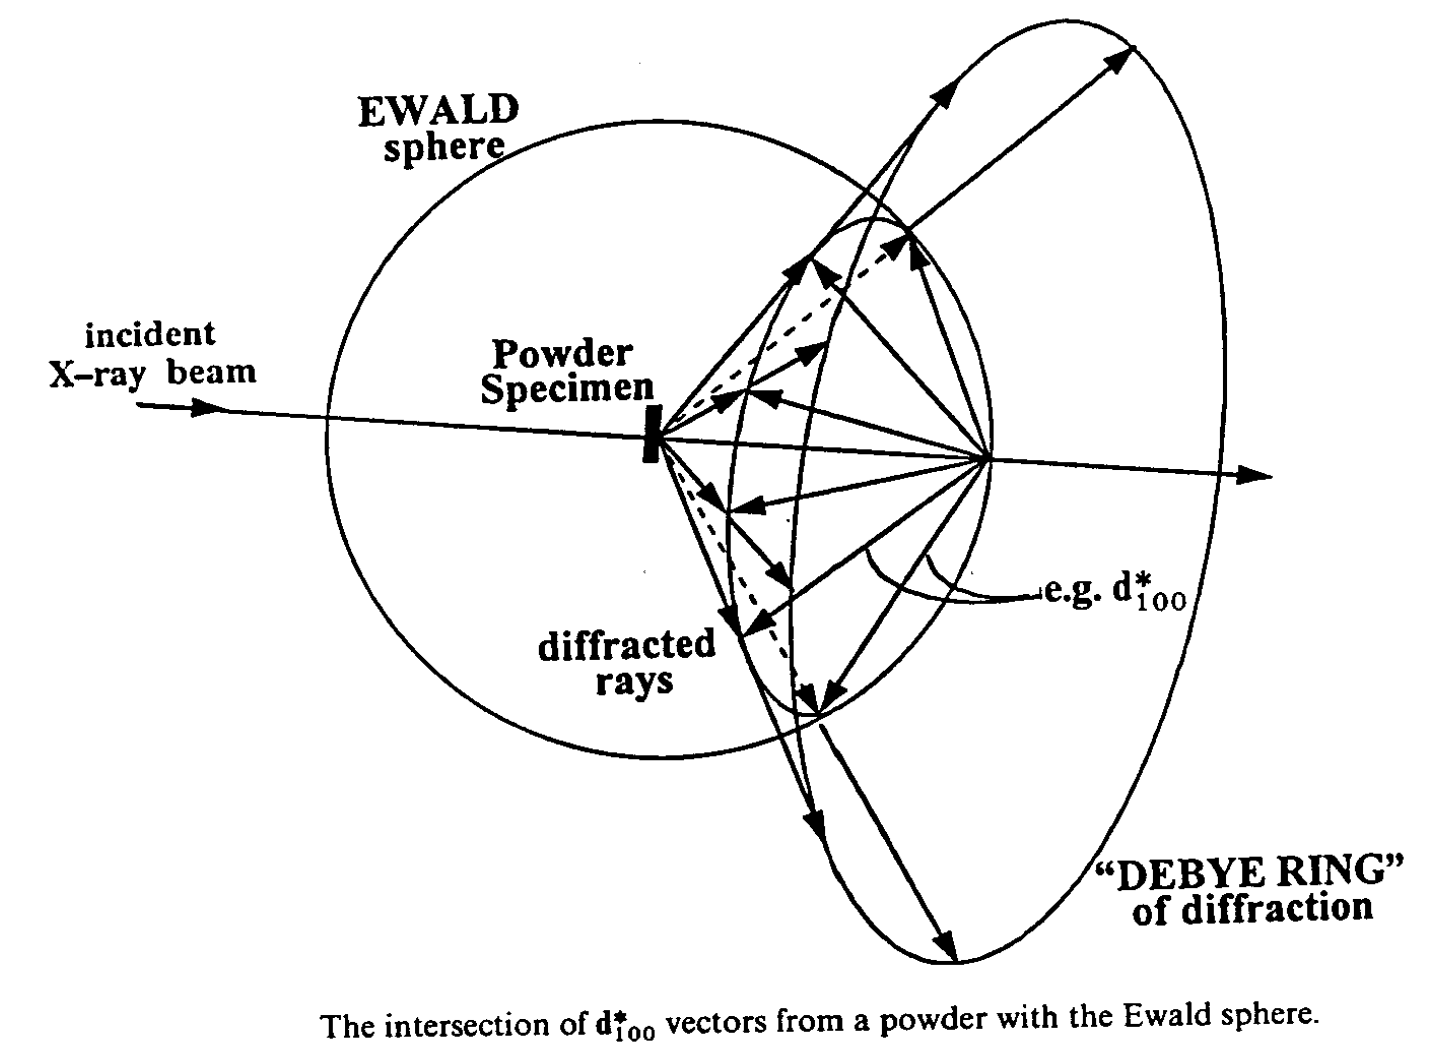 EWALD
sphere
incident
X-ray beam
Powder
Specimen
e.g. d*100
diffracted
rays
“DEBYE RING”
of diffraction
The intersection of d*100 vectors from a powder with the Ewald sphere.